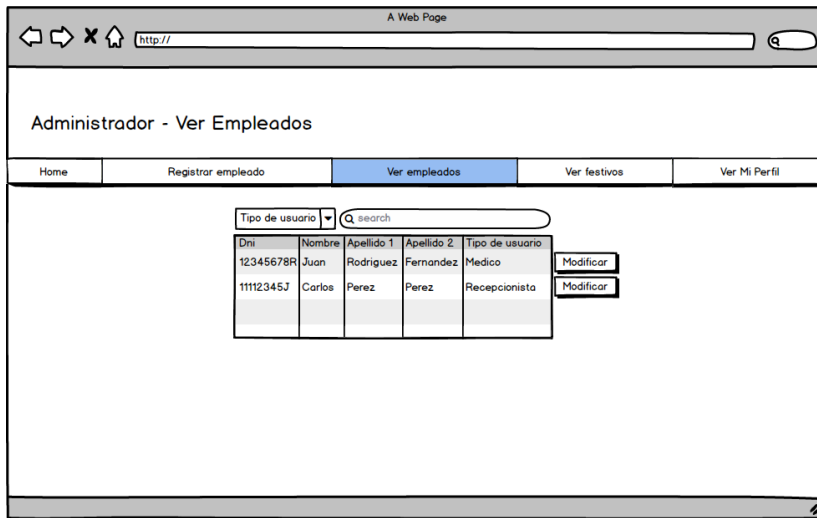 A Web Page
http://
Administrador - Ver Empleados
Home Registrar empleado Ver empleados Ver festivos Ver Mi Perfil
Tipo de usuario search
Dni Nombre Apellido 1 Apellido 2 Tipo de usuario
12345678R Juan Rodriguez Fernandez Medico Modificar
11112345J Carlos Perez Perez Recepcionista Modificar